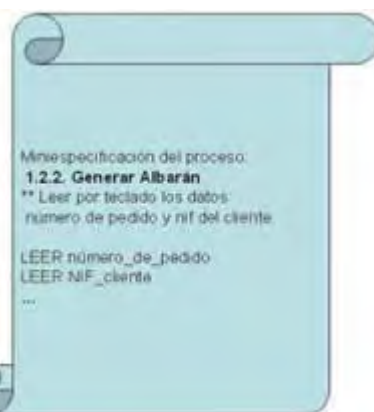 Miniespecificación del proceso:
1.2.2. Generar Albarán
** Leer por teclado los datos
número de pedido y nif del cliente
LEER número_de_pedido
LEER NIF_cliente
...